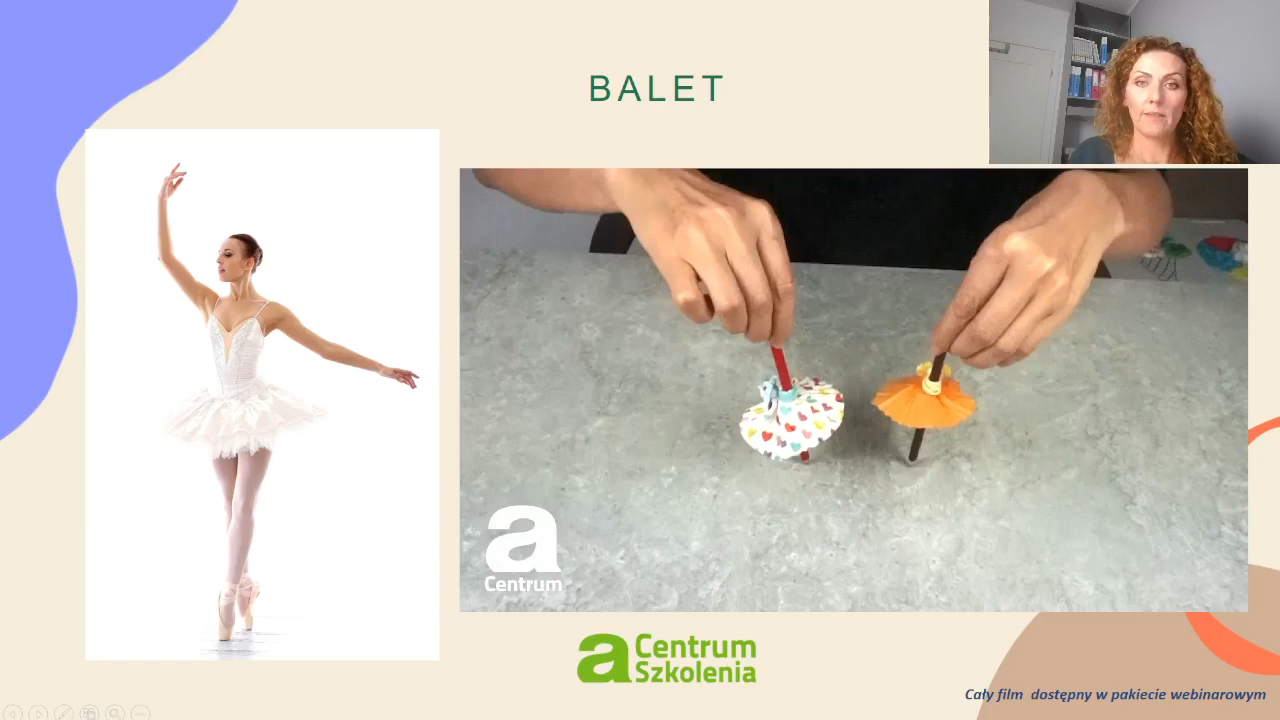 BALET
a
Centrum
a Centrum
Szkolenia
Cały film dostępny w pakiecie webinarowym